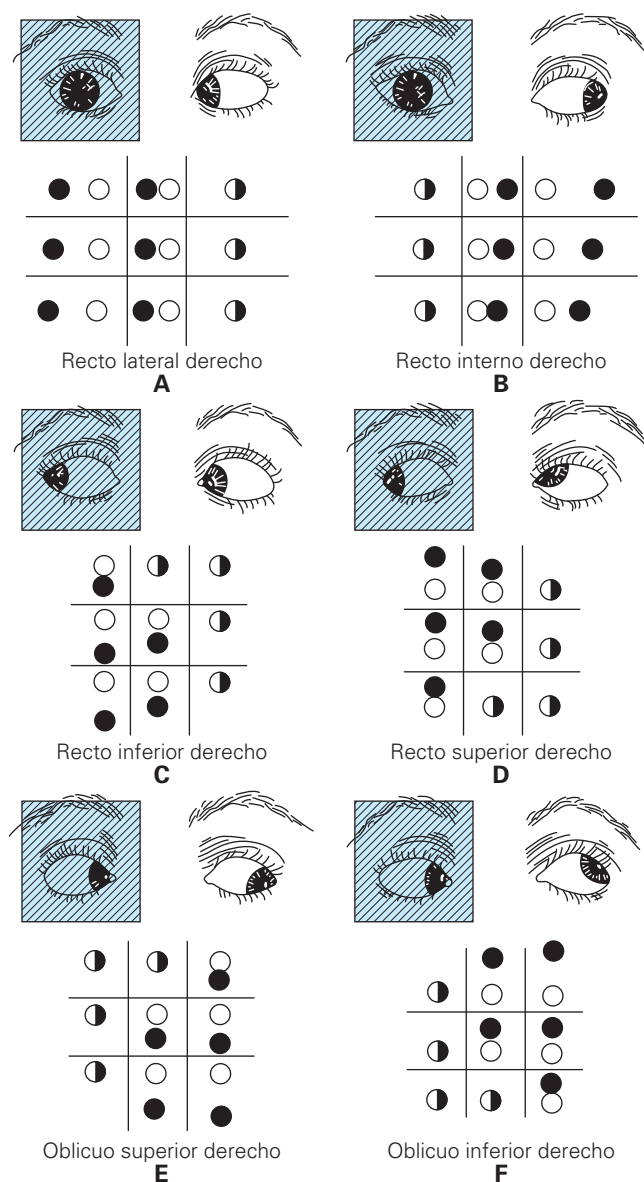 Recto lateral derecho
A
Recto interno derecho
B
Recto inferior derecho
C
Recto superior derecho
D
Oblicuo superior derecho
E
Oblicuo inferior derecho
F